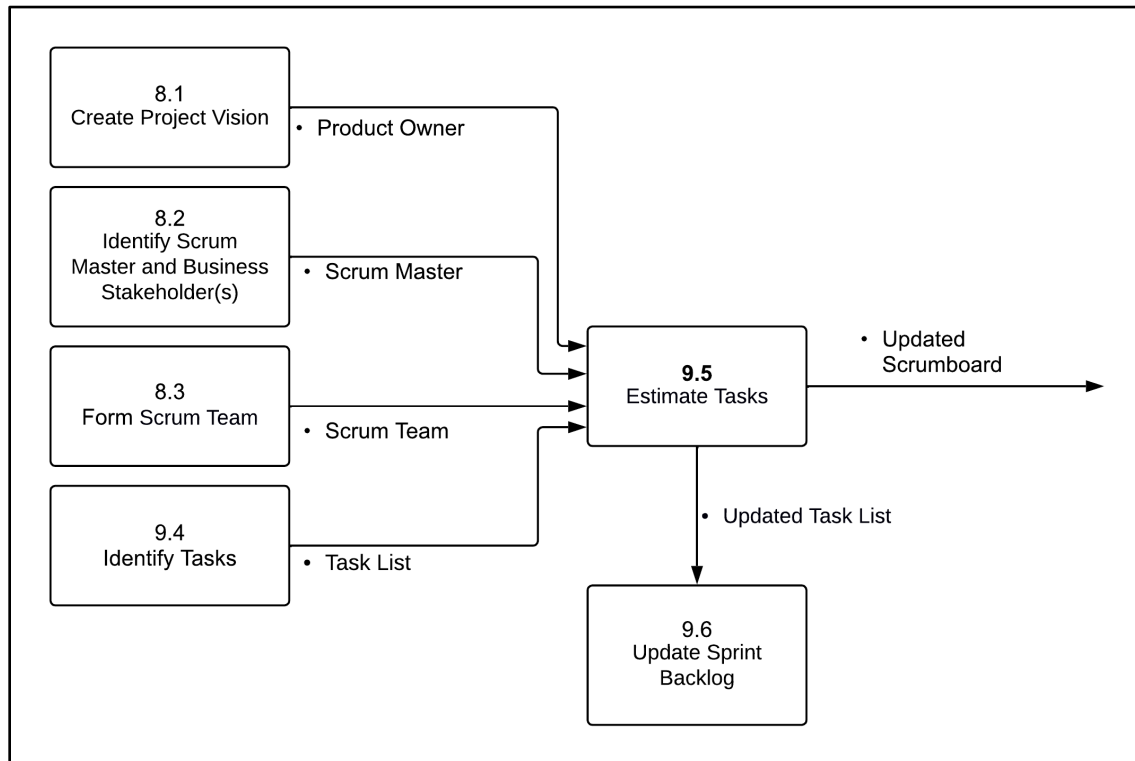 8.1
Create Project Vision
• Product Owner
8.2
Identify Scrum
Master and Business
Stakeholder(s)
• Scrum Master
8.3
Form Scrum Team
• Scrum Team
9.4
Identify Tasks
• Task List
9.5
Estimate Tasks
• Updated
Scrumboard
• Updated Task List
9.6
Update Sprint
Backlog